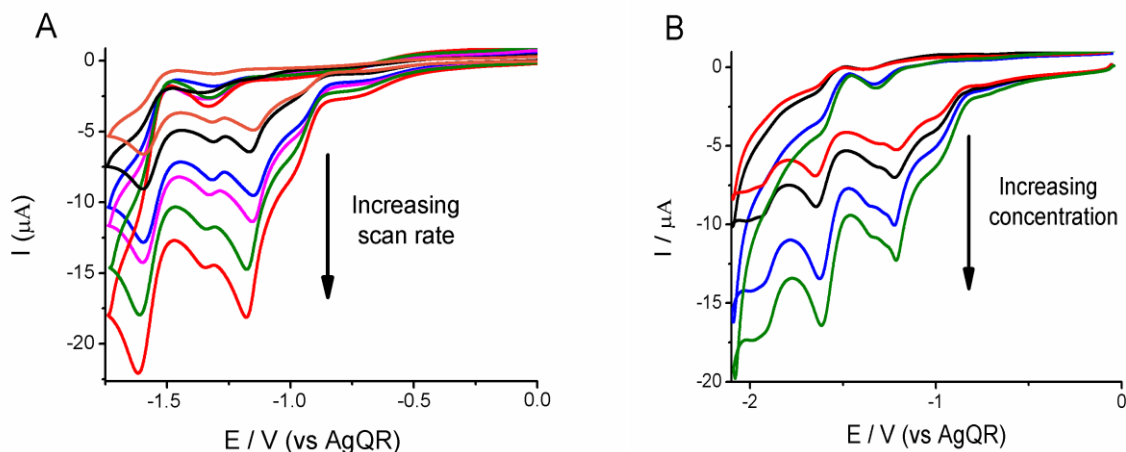 A
0
-5
-10
-15
-20
I (µA)
Increasing
scan rate
-1.5
-1.0
-0.5
0.0
E / V (vs AgQR)
B
0
-5
-10
-15
-20
I / µA
Increasing
concentration
-2
-1
0
E / V (vs AgQR)